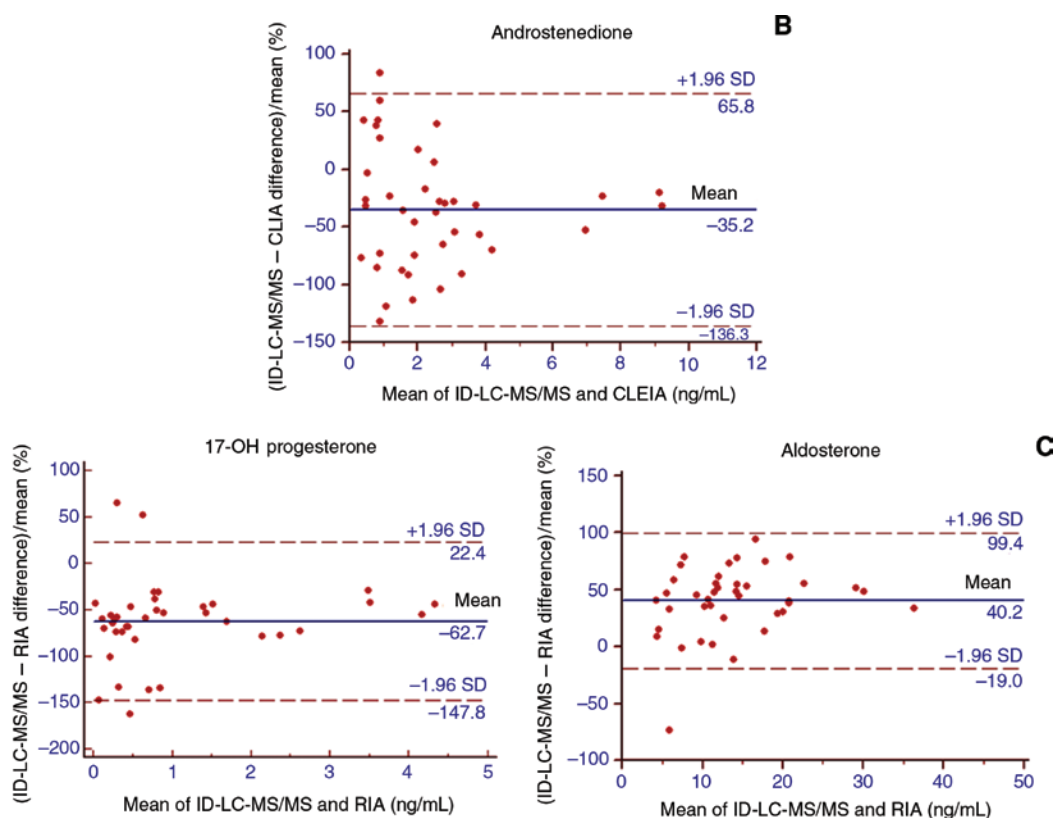 B
Androstenedione
(ID-LC-MS/MS – CLIA difference)/mean (%)
100
50
0
−50
−100
−150
+1.96 SD
65.8
Mean
−35.2
−1.96 SD
−136.3
0 2 4 6 8 10 12
Mean of ID-LC-MS/MS and CLEIA (ng/mL)
17-OH progesterone
(ID-LC-MS/MS – RIA difference)/mean (%)
100
50
0
−50
−100
−150
−200
+1.96 SD
22.4
Mean
−62.7
−1.96 SD
−147.8
0 1 2 3 4 5
Mean of ID-LC-MS/MS and RIA (ng/mL)
C
Aldosterone
(ID-LC-MS/MS – RIA difference)/mean (%)
150
100
50
0
−50
−100
+1.96 SD
99.4
Mean
40.2
−1.96 SD
−19.0
0 10 20 30 40 50
Mean of ID-LC-MS/MS and RIA (ng/mL)